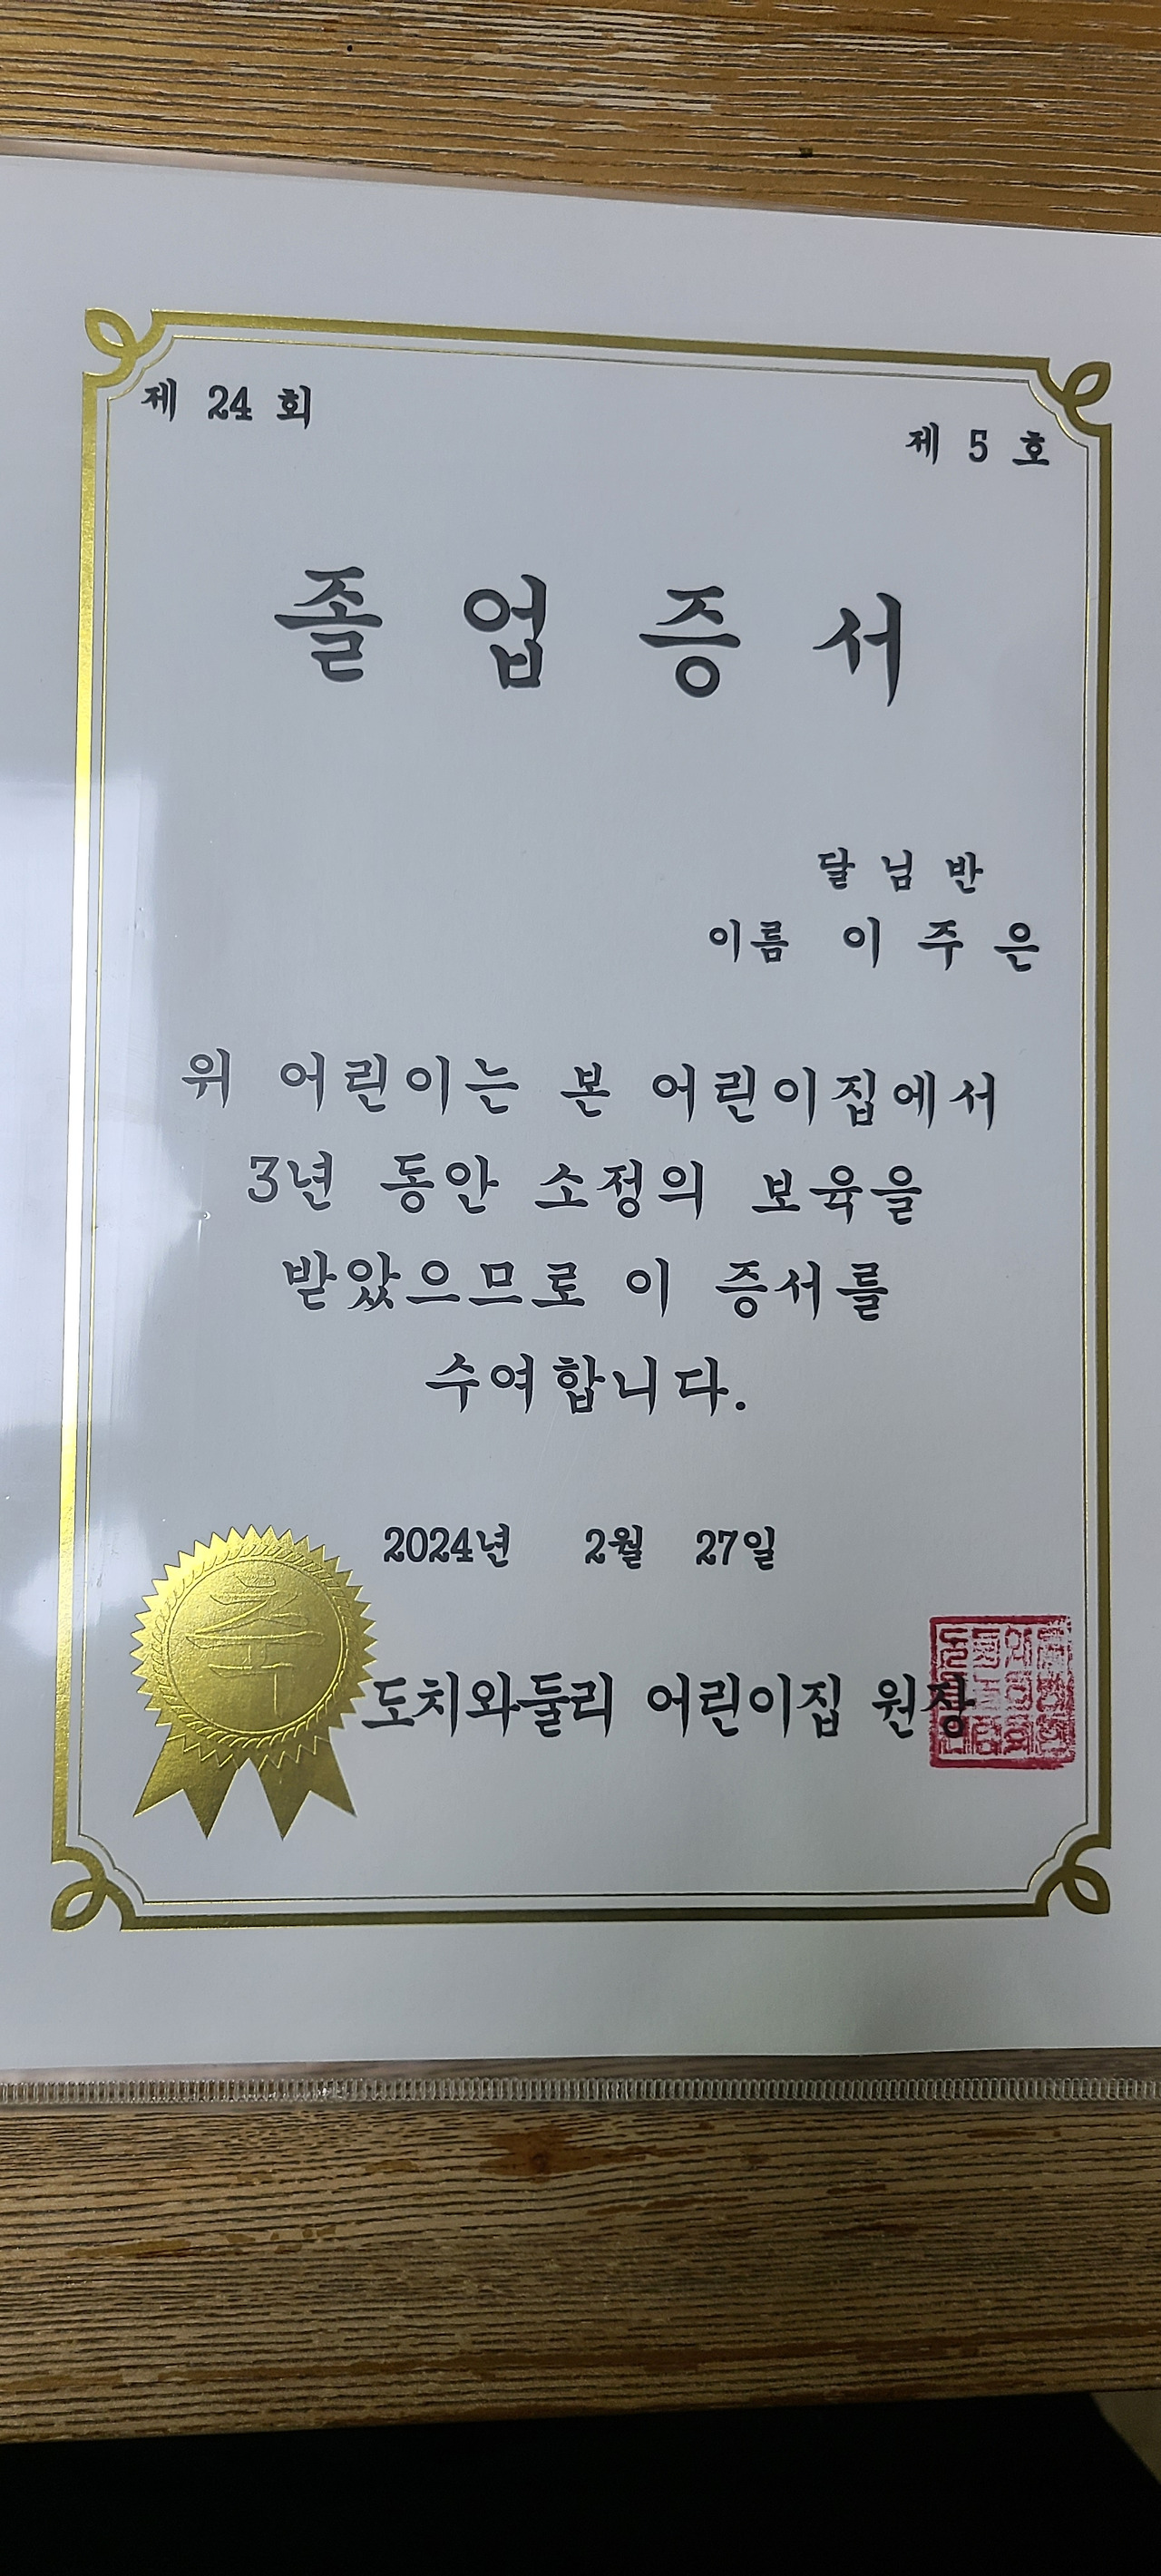 제 24 회
제 5 호
졸 업 증 서
달 님 반
이름 이 주 은
위 어린이는 본 어린이집에서
3년 동안 소정의 보육을
받았으므로 이 증서를
수여합니다.
2024년 2월 27일
축
도치와둘리 어린이집 원장